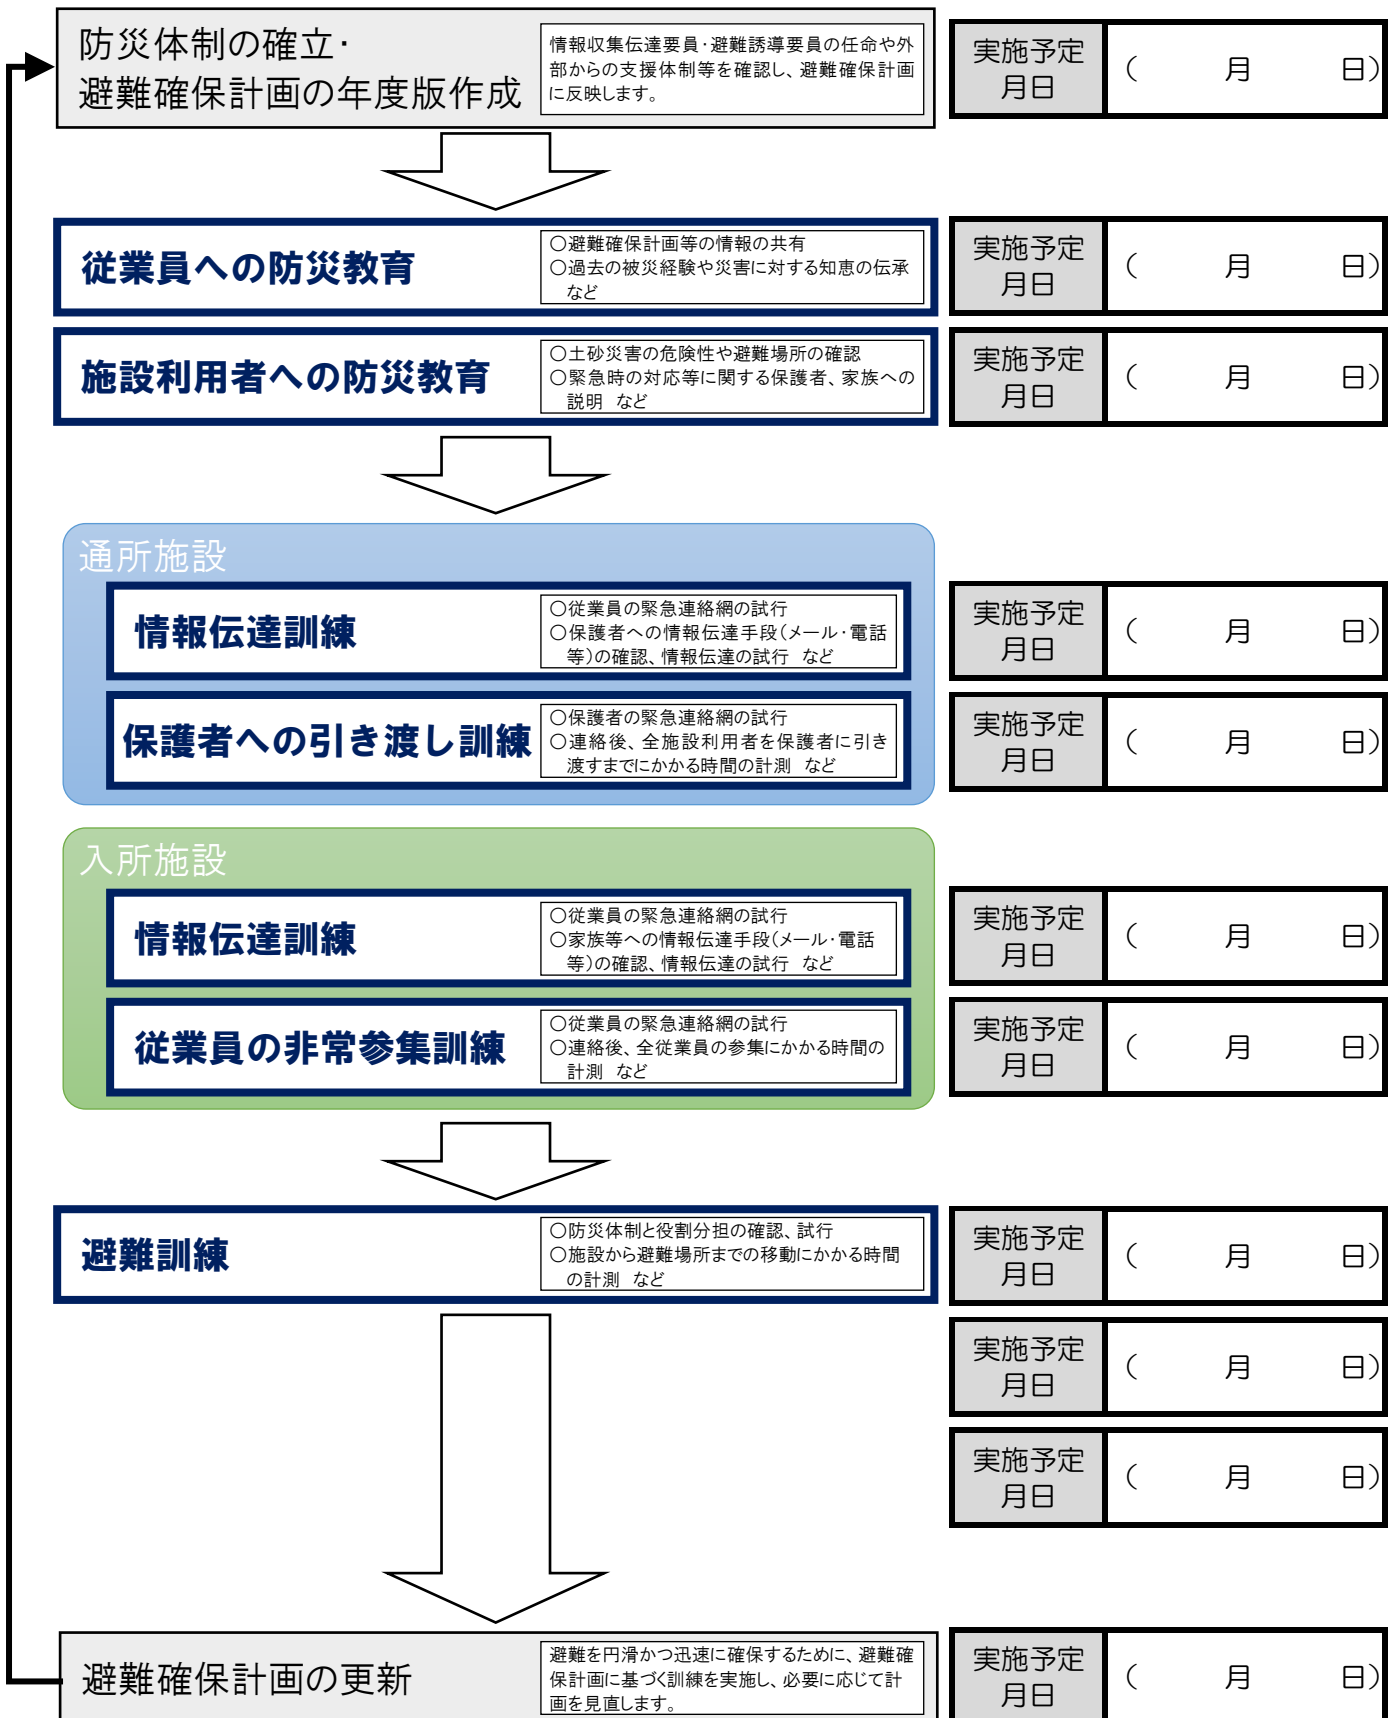 防災体制の確立・
避難確保計画の年度版作成
情報収集伝達要員・避難誘導要員の任命や外
部からの支援体制等を確認し、避難確保計画
に反映します。
実施予定
月日
(　月　日)
従業員への防災教育
○避難確保計画等の情報の共有
○過去の被災経験や災害に対する知恵の伝承
など
実施予定
月日
(　月　日)
施設利用者への防災教育
○土砂災害の危険性や避難場所の確認
○緊急時の対応等に関する保護者、家族への
説明　など
実施予定
月日
(　月　日)
通所施設
情報伝達訓練
○従業員の緊急連絡網の試行
○保護者への情報伝達手段(メール・電話
等)の確認、情報伝達の試行　など
実施予定
月日
(　月　日)
保護者への引き渡し訓練
○保護者の緊急連絡網の試行
○連絡後、全施設利用者を保護者に引き
渡すまでにかかる時間の計測　など
実施予定
月日
(　月　日)
入所施設
情報伝達訓練
○従業員の緊急連絡網の試行
○家族等への情報伝達手段(メール・電話
等)の確認、情報伝達の試行　など
実施予定
月日
(　月　日)
従業員の非常参集訓練
○従業員の緊急連絡網の試行
○連絡後、全従業員の参集にかかる時間の
計測　など
実施予定
月日
(　月　日)
避難訓練
○防災体制と役割分担の確認、試行
○施設から避難場所までの移動にかかる時間
の計測　など
実施予定
月日
(　月　日)
実施予定
月日
(　月　日)
実施予定
月日
(　月　日)
避難確保計画の更新
避難を円滑かつ迅速に確保するために、避難確
保計画に基づく訓練を実施し、必要に応じて計
画を見直します。
実施予定
月日
(　月　日)